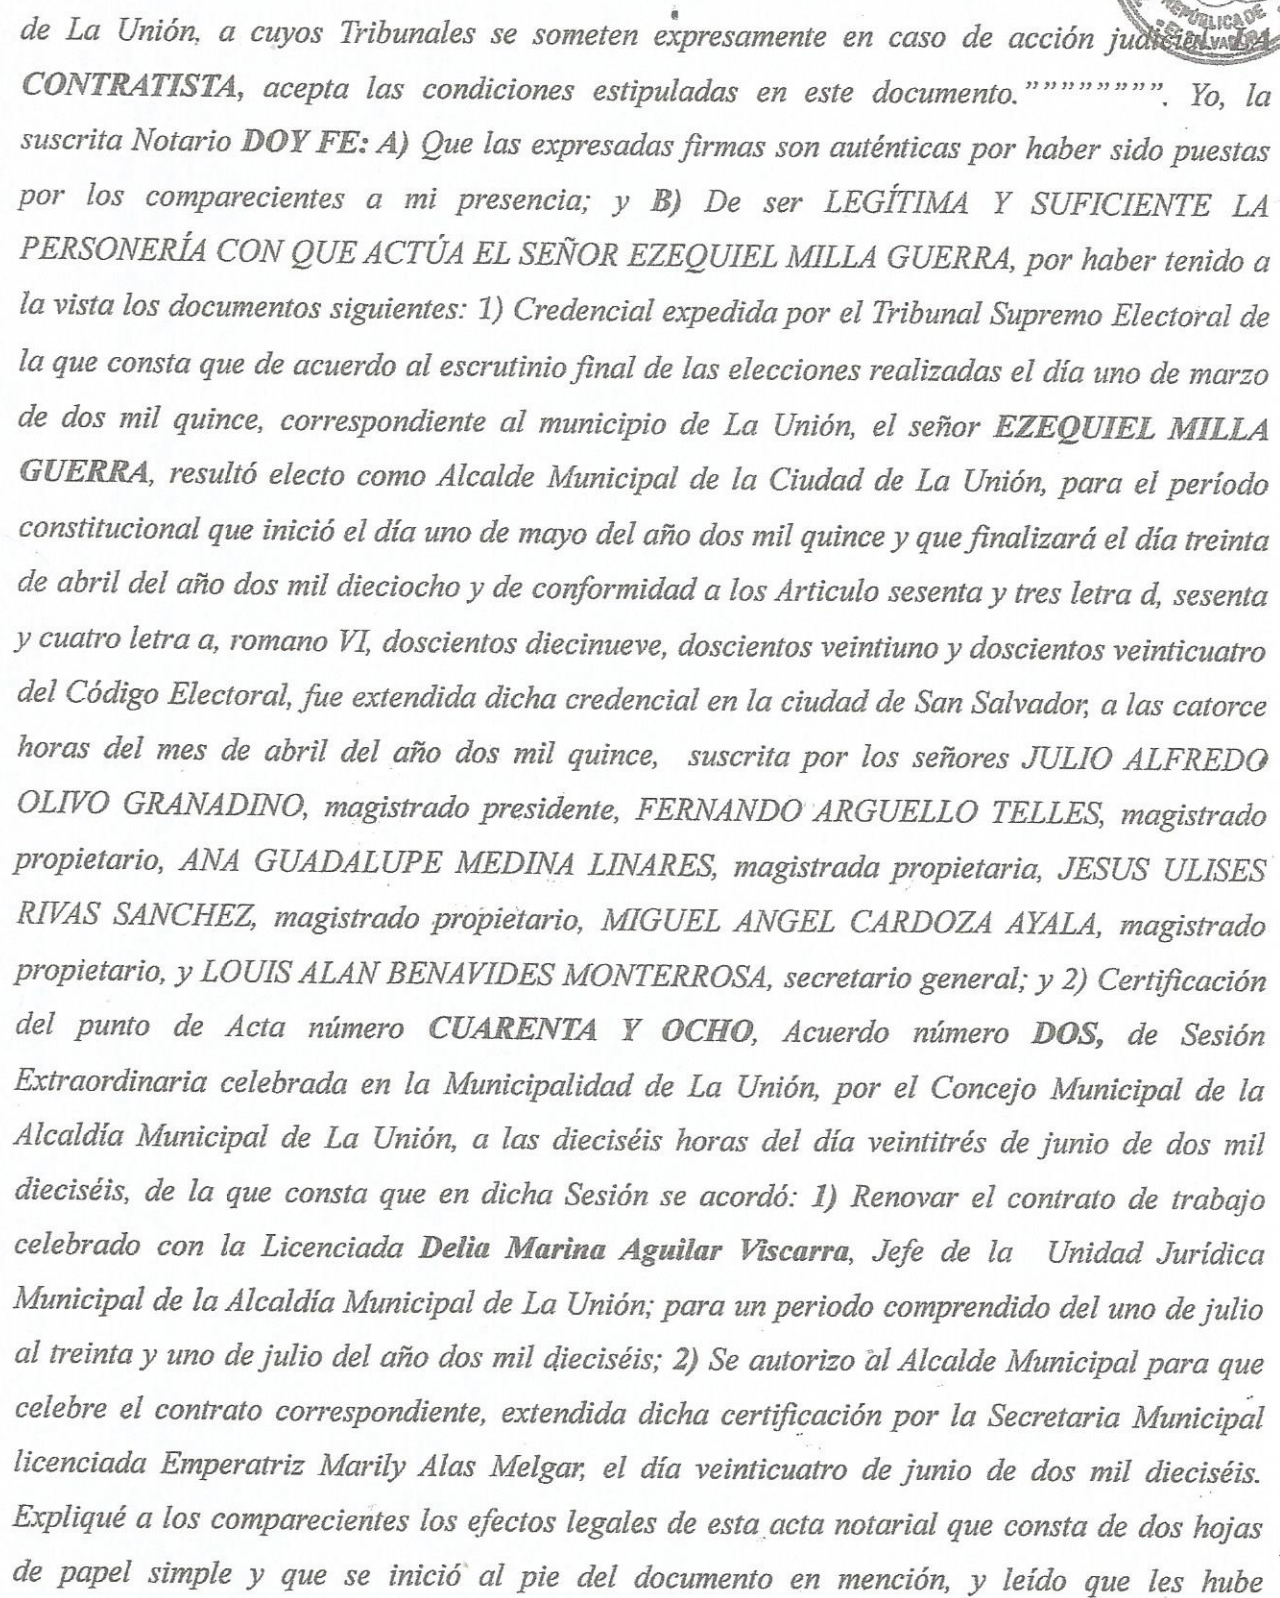 REPÚBLICA DE
EL SALVADOR
de La Unión, a cuyos Tribunales se someten expresamente en caso de acción judicial. LA
CONTRATISTA, acepta las condiciones estipuladas en este documento.””””””””. Yo, la
suscrita Notario DOY FE: A) Que las expresadas firmas son auténticas por haber sido puestas
por los comparecientes a mi presencia; y B) De ser LEGÍTIMA Y SUFICIENTE LA
PERSONERÍA CON QUE ACTÚA EL SEÑOR EZEQUIEL MILLA GUERRA, por haber tenido a
la vista los documentos siguientes: 1) Credencial expedida por el Tribunal Supremo Electoral de
la que consta que de acuerdo al escrutinio final de las elecciones realizadas el día uno de marzo
de dos mil quince, correspondiente al municipio de La Unión, el señor EZEQUIEL MILLA
GUERRA, resultó electo como Alcalde Municipal de la Ciudad de La Unión, para el período
constitucional que inició el día uno de mayo del año dos mil quince y que finalizará el día treinta
de abril del año dos mil dieciocho y de conformidad a los Articulo sesenta y tres letra d, sesenta
y cuatro letra a, romano VI, doscientos diecinueve, doscientos veintiuno y doscientos veinticuatro
del Código Electoral, fue extendida dicha credencial en la ciudad de San Salvador, a las catorce
horas del mes de abril del año dos mil quince, suscrita por los señores JULIO ALFREDO
OLIVO GRANADINO, magistrado presidente, FERNANDO ARGUELLO TELLES, magistrado
propietario, ANA GUADALUPE MEDINA LINARES, magistrada propietaria, JESUS ULISES
RIVAS SANCHEZ, magistrado propietario, MIGUEL ANGEL CARDOZA AYALA, magistrado
propietario, y LOUIS ALAN BENAVIDES MONTERROSA, secretario general; y 2) Certificación
del punto de Acta número CUARENTA Y OCHO, Acuerdo número DOS, de Sesión
Extraordinaria celebrada en la Municipalidad de La Unión, por el Concejo Municipal de la
Alcaldía Municipal de La Unión, a las dieciséis horas del día veintitrés de junio de dos mil
dieciséis, de la que consta que en dicha Sesión se acordó: 1) Renovar el contrato de trabajo
celebrado con la Licenciada Delia Marina Aguilar Viscarra, Jefe de la Unidad Jurídica
Municipal de la Alcaldía Municipal de La Unión; para un periodo comprendido del uno de julio
al treinta y uno de julio del año dos mil dieciséis; 2) Se autorizo al Alcalde Municipal para que
celebre el contrato correspondiente, extendida dicha certificación por la Secretaria Municipal
licenciada Emperatriz Marily Alas Melgar, el día veinticuatro de junio de dos mil dieciséis.
Expliqué a los comparecientes los efectos legales de esta acta notarial que consta de dos hojas
de papel simple y que se inició al pie del documento en mención, y leído que les hube